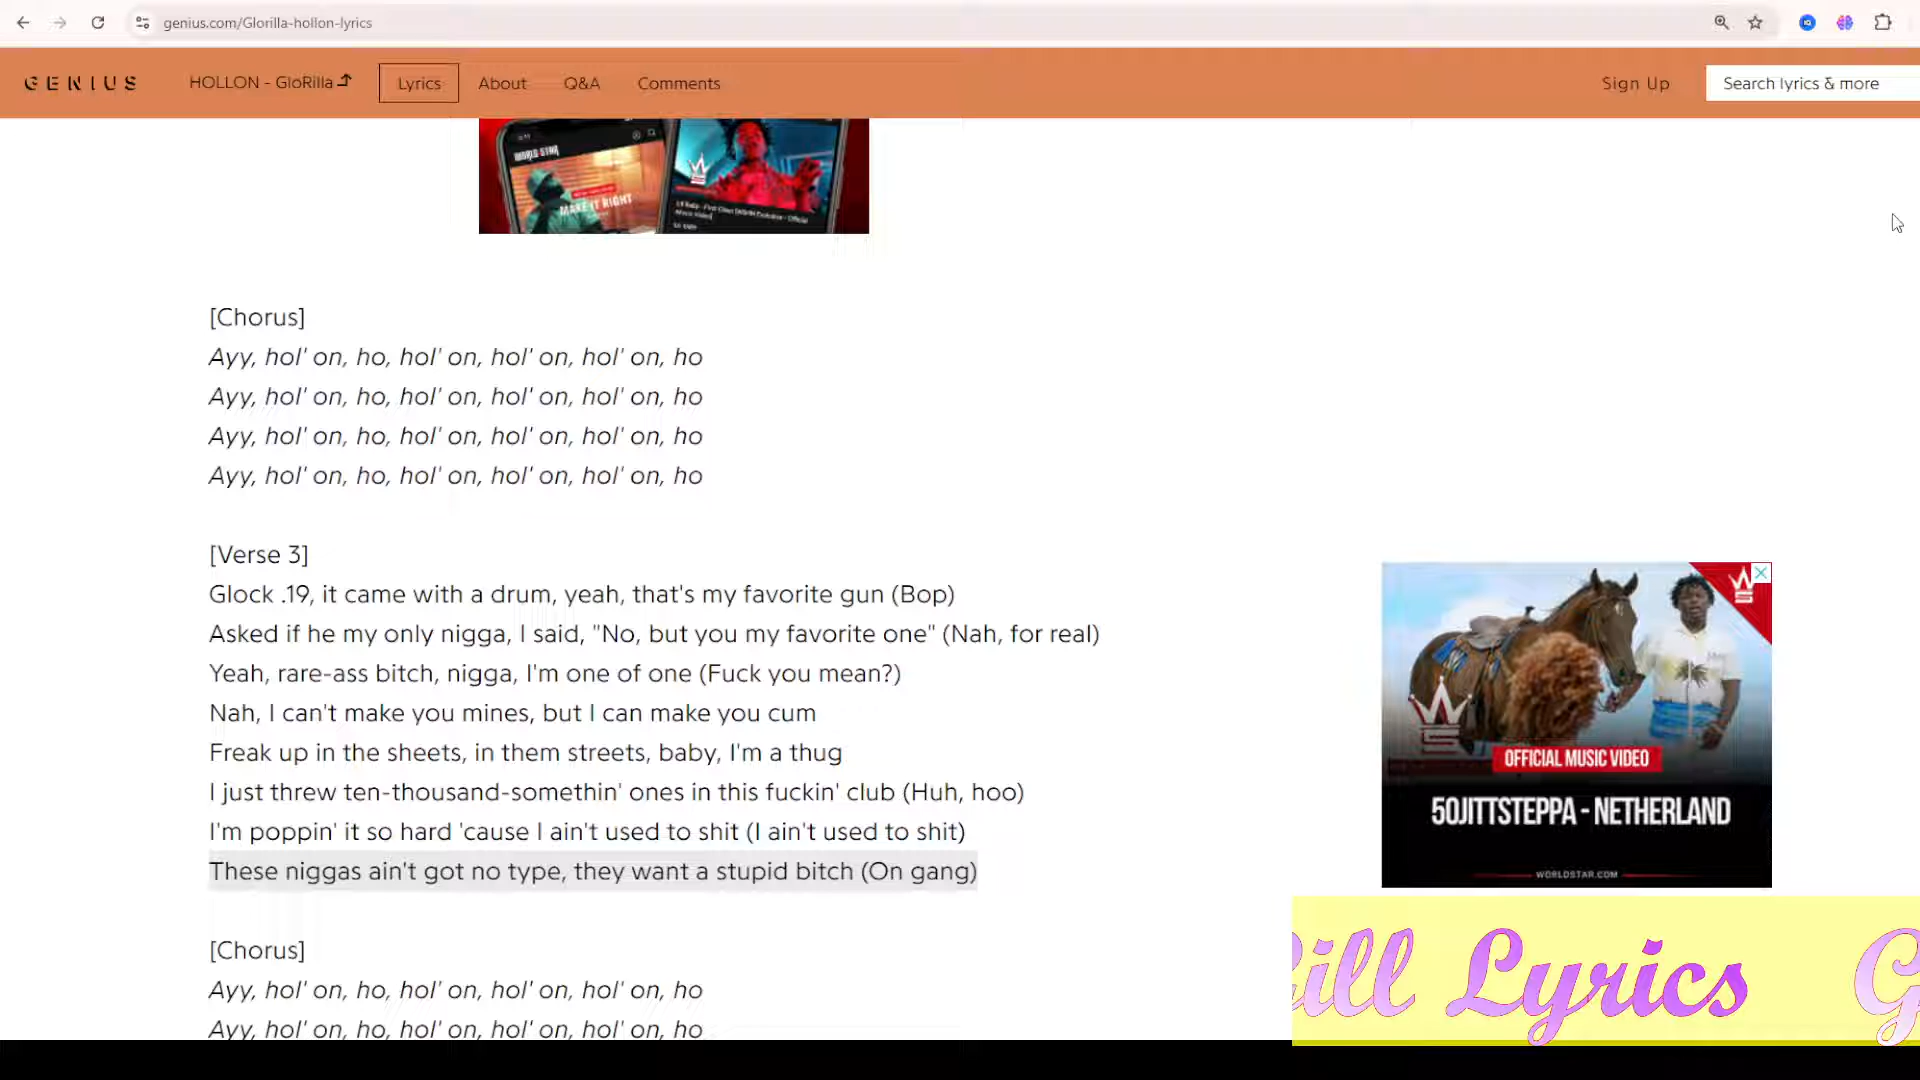 genius.com/Glorilla-hollon-lyrics
GENIUS
HOLLON - GloRilla
Lyrics
About
Q&A
Comments
Sign Up
Search lyrics & more
WORLD STAR
MAKE IT RIGHT
[Chorus]
Ayy, hol' on, ho, hol' on, hol' on, hol' on, ho
Ayy, hol' on, ho, hol' on, hol' on, hol' on, ho
Ayy, hol' on, ho, hol' on, hol' on, hol' on, ho
Ayy, hol' on, ho, hol' on, hol' on, hol' on, ho
[Verse 3]
Glock .19, it came with a drum, yeah, that's my favorite gun (Bop)
Asked if he my only nigga, I said, "No, but you my favorite one" (Nah, for real)
Yeah, rare-ass bitch, nigga, I'm one of one (Fuck you mean?)
Nah, I can't make you mines, but I can make you cum
Freak up in the sheets, in them streets, baby, I'm a thug
I just threw ten-thousand-somethin' ones in this fuckin' club (Huh, hoo)
I'm poppin' it so hard 'cause I ain't used to shit (I ain't used to shit)
These niggas ain't got no type, they want a stupid bitch (On gang)
[Chorus]
Ayy, hol' on, ho, hol' on, hol' on, hol' on, ho
Ayy, hol' on, ho, hol' on, hol' on, hol' on, ho
OFFICIAL MUSIC VIDEO
50JITTSTEPPA - NETHERLAND
WORLDSTAR.COM
ill Lyrics G